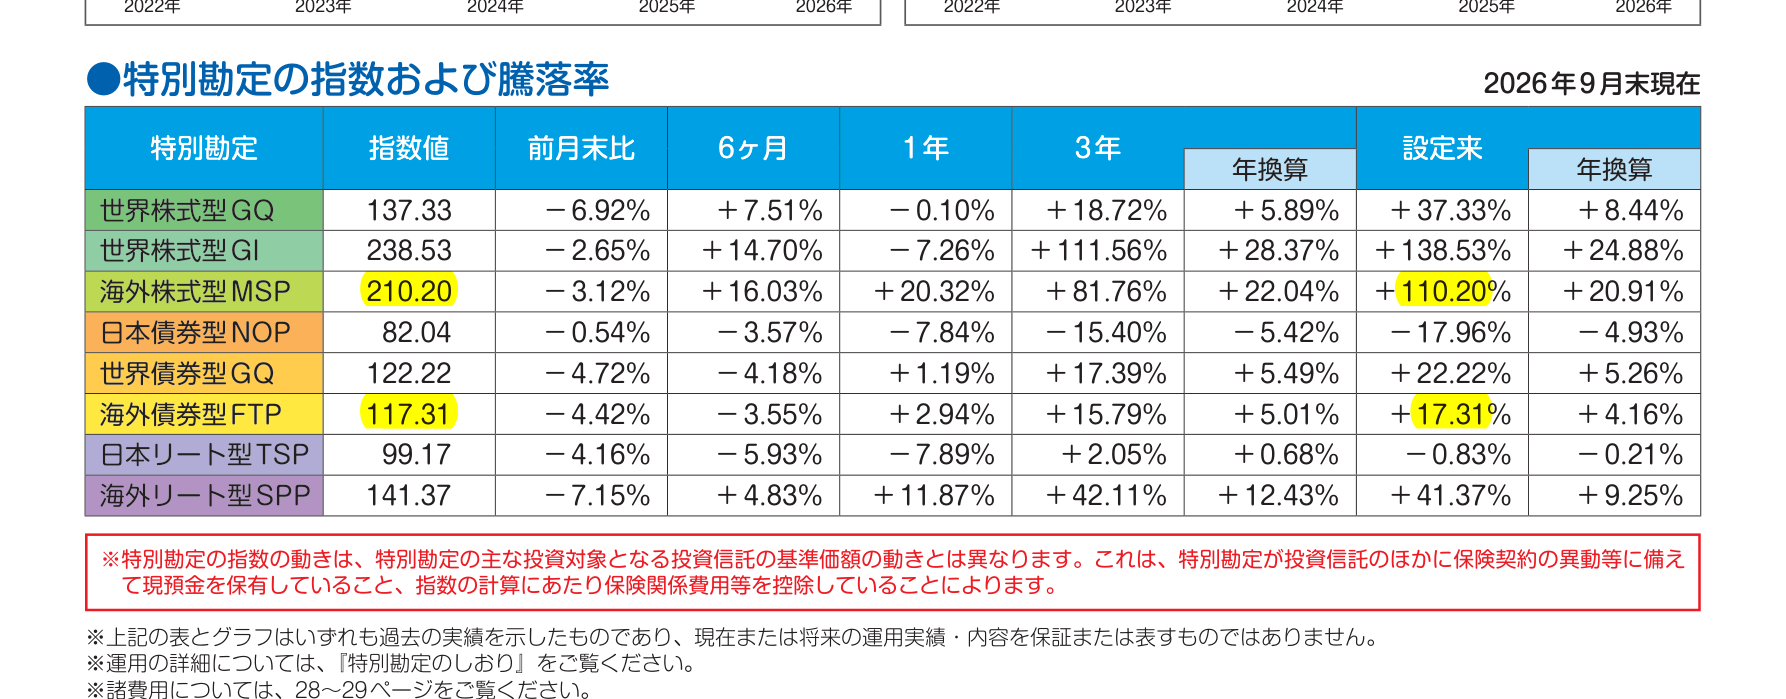 2022年 2023年 2024年 2025年 2026年 2022年 2023年 2024年 2025年 2026年
●特別勘定の指数および騰落率
2026年9月末現在
特別勘定 指数値 前月末比 6ヶ月 1年 3年 年換算 設定来 年換算
世界株式型GQ 137.33 −6.92% +7.51% −0.10% +18.72% +5.89% +37.33% +8.44%
世界株式型GI 238.53 −2.65% +14.70% −7.26% +111.56% +28.37% +138.53% +24.88%
海外株式型MSP 210.20 −3.12% +16.03% +20.32% +81.76% +22.04% +110.20% +20.91%
日本債券型NOP 82.04 −0.54% −3.57% −7.84% −15.40% −5.42% −17.96% −4.93%
世界債券型GQ 122.22 −4.72% −4.18% +1.19% +17.39% +5.49% +22.22% +5.26%
海外債券型FTP 117.31 −4.42% −3.55% +2.94% +15.79% +5.01% +17.31% +4.16%
日本リート型TSP 99.17 −4.16% −5.93% −7.89% +2.05% +0.68% −0.83% −0.21%
海外リート型SPP 141.37 −7.15% +4.83% +11.87% +42.11% +12.43% +41.37% +9.25%
※特別勘定の指数の動きは、特別勘定の主な投資対象となる投資信託の基準価額の動きとは異なります。これは、特別勘定が投資信託のほかに保険契約の異動等に備え
て現預金を保有していること、指数の計算にあたり保険関係費用等を控除していることによります。
※上記の表とグラフはいずれも過去の実績を示したものであり、現在または将来の運用実績・内容を保証または表すものではありません。
※運用の詳細については、『特別勘定のしおり』をご覧ください。
※諸費用については、28〜29ページをご覧ください。